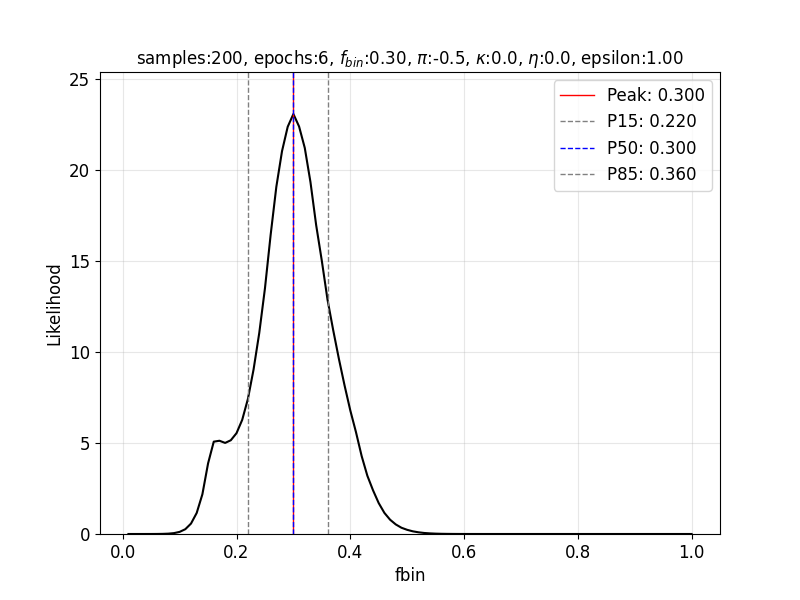 samples:200, epochs:6, $f_{bin}$:0.30, π:-0.5, κ:0.0, η:0.0, epsilon:1.00
Peak: 0.300
P15: 0.220
P50: 0.300
P85: 0.360
Likelihood
25
20
15
10
5
0
0.0 0.2 0.4 0.6 0.8 1.0
fbin